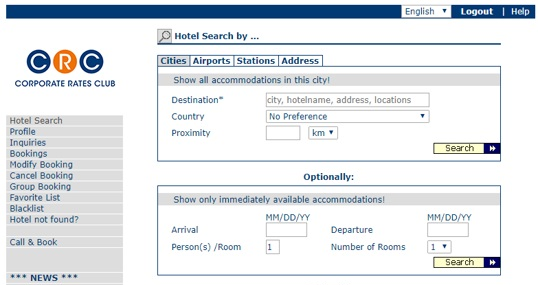 English Logout | Help
Hotel Search by ...
CRC
CORPORATE RATES CLUB
Cities Airports Stations Address
Show all accommodations in this city!
Destination* city, hotelname, address, locations
Country No Preference
Proximity km
Search
Optionally:
Show only immediately available accommodations!
MM/DD/YY MM/DD/YY
Arrival Departure
Person(s) /Room 1 Number of Rooms 1
Search
Hotel Search
Profile
Inquiries
Bookings
Modify Booking
Cancel Booking
Group Booking
Favorite List
Blacklist
Hotel not found?
Call & Book
*** NEWS ***